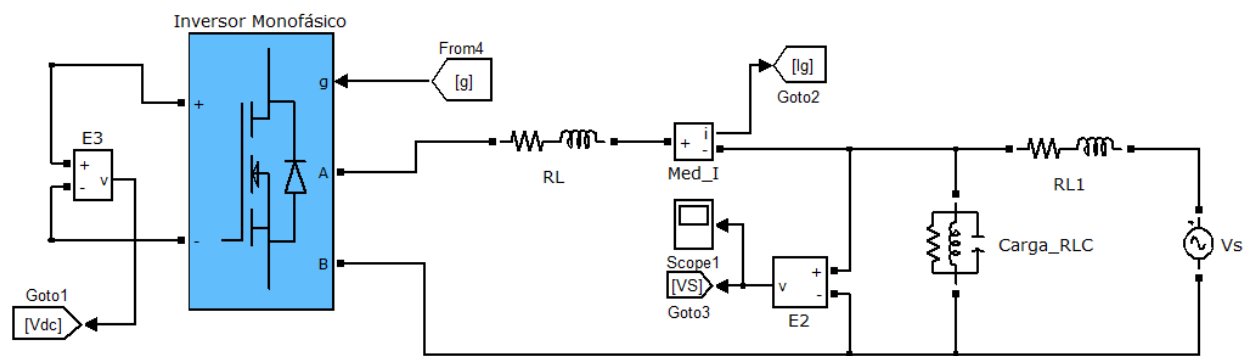 Inversor Monofásico
From4
[g]
g
[Ig]
Goto2
E3
+
-
v
+
-
A
B
RL
+
i
-
Med_I
RL1
Scope1
[VS]
Goto3
v
+
-
E2
Carga_RLC
Vs
Goto1
[Vdc]